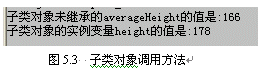 子类对象未继承的averageHeight的值是:166
子类对象的实例变量height的值是:178
图 5.3 子类对象调用方法